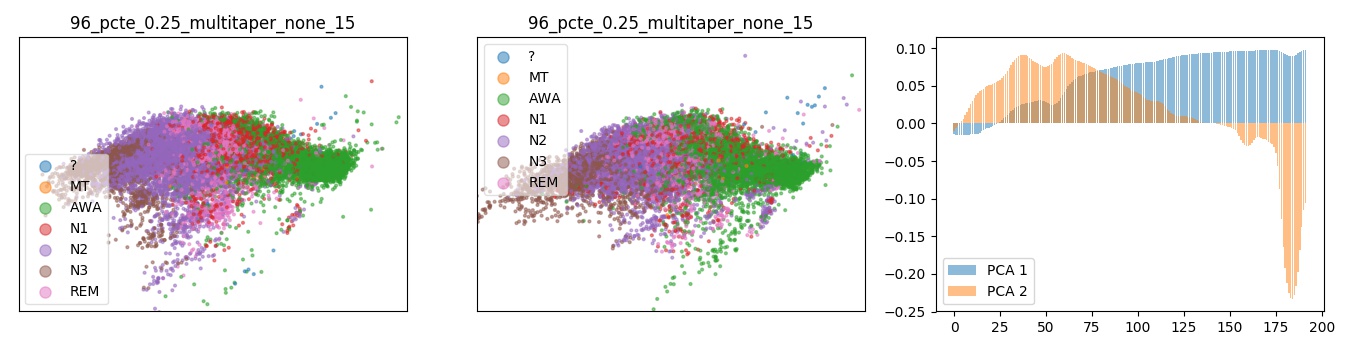 96_pcte_0.25_multitaper_none_15
?
MT
AWA
N1
N2
N3
REM
96_pcte_0.25_multitaper_none_15
?
MT
AWA
N1
N2
N3
REM
0.10
0.05
0.00
−0.05
−0.10
−0.15
−0.20
−0.25
PCA 1
PCA 2
0 25 50 75 100 125 150 175 200